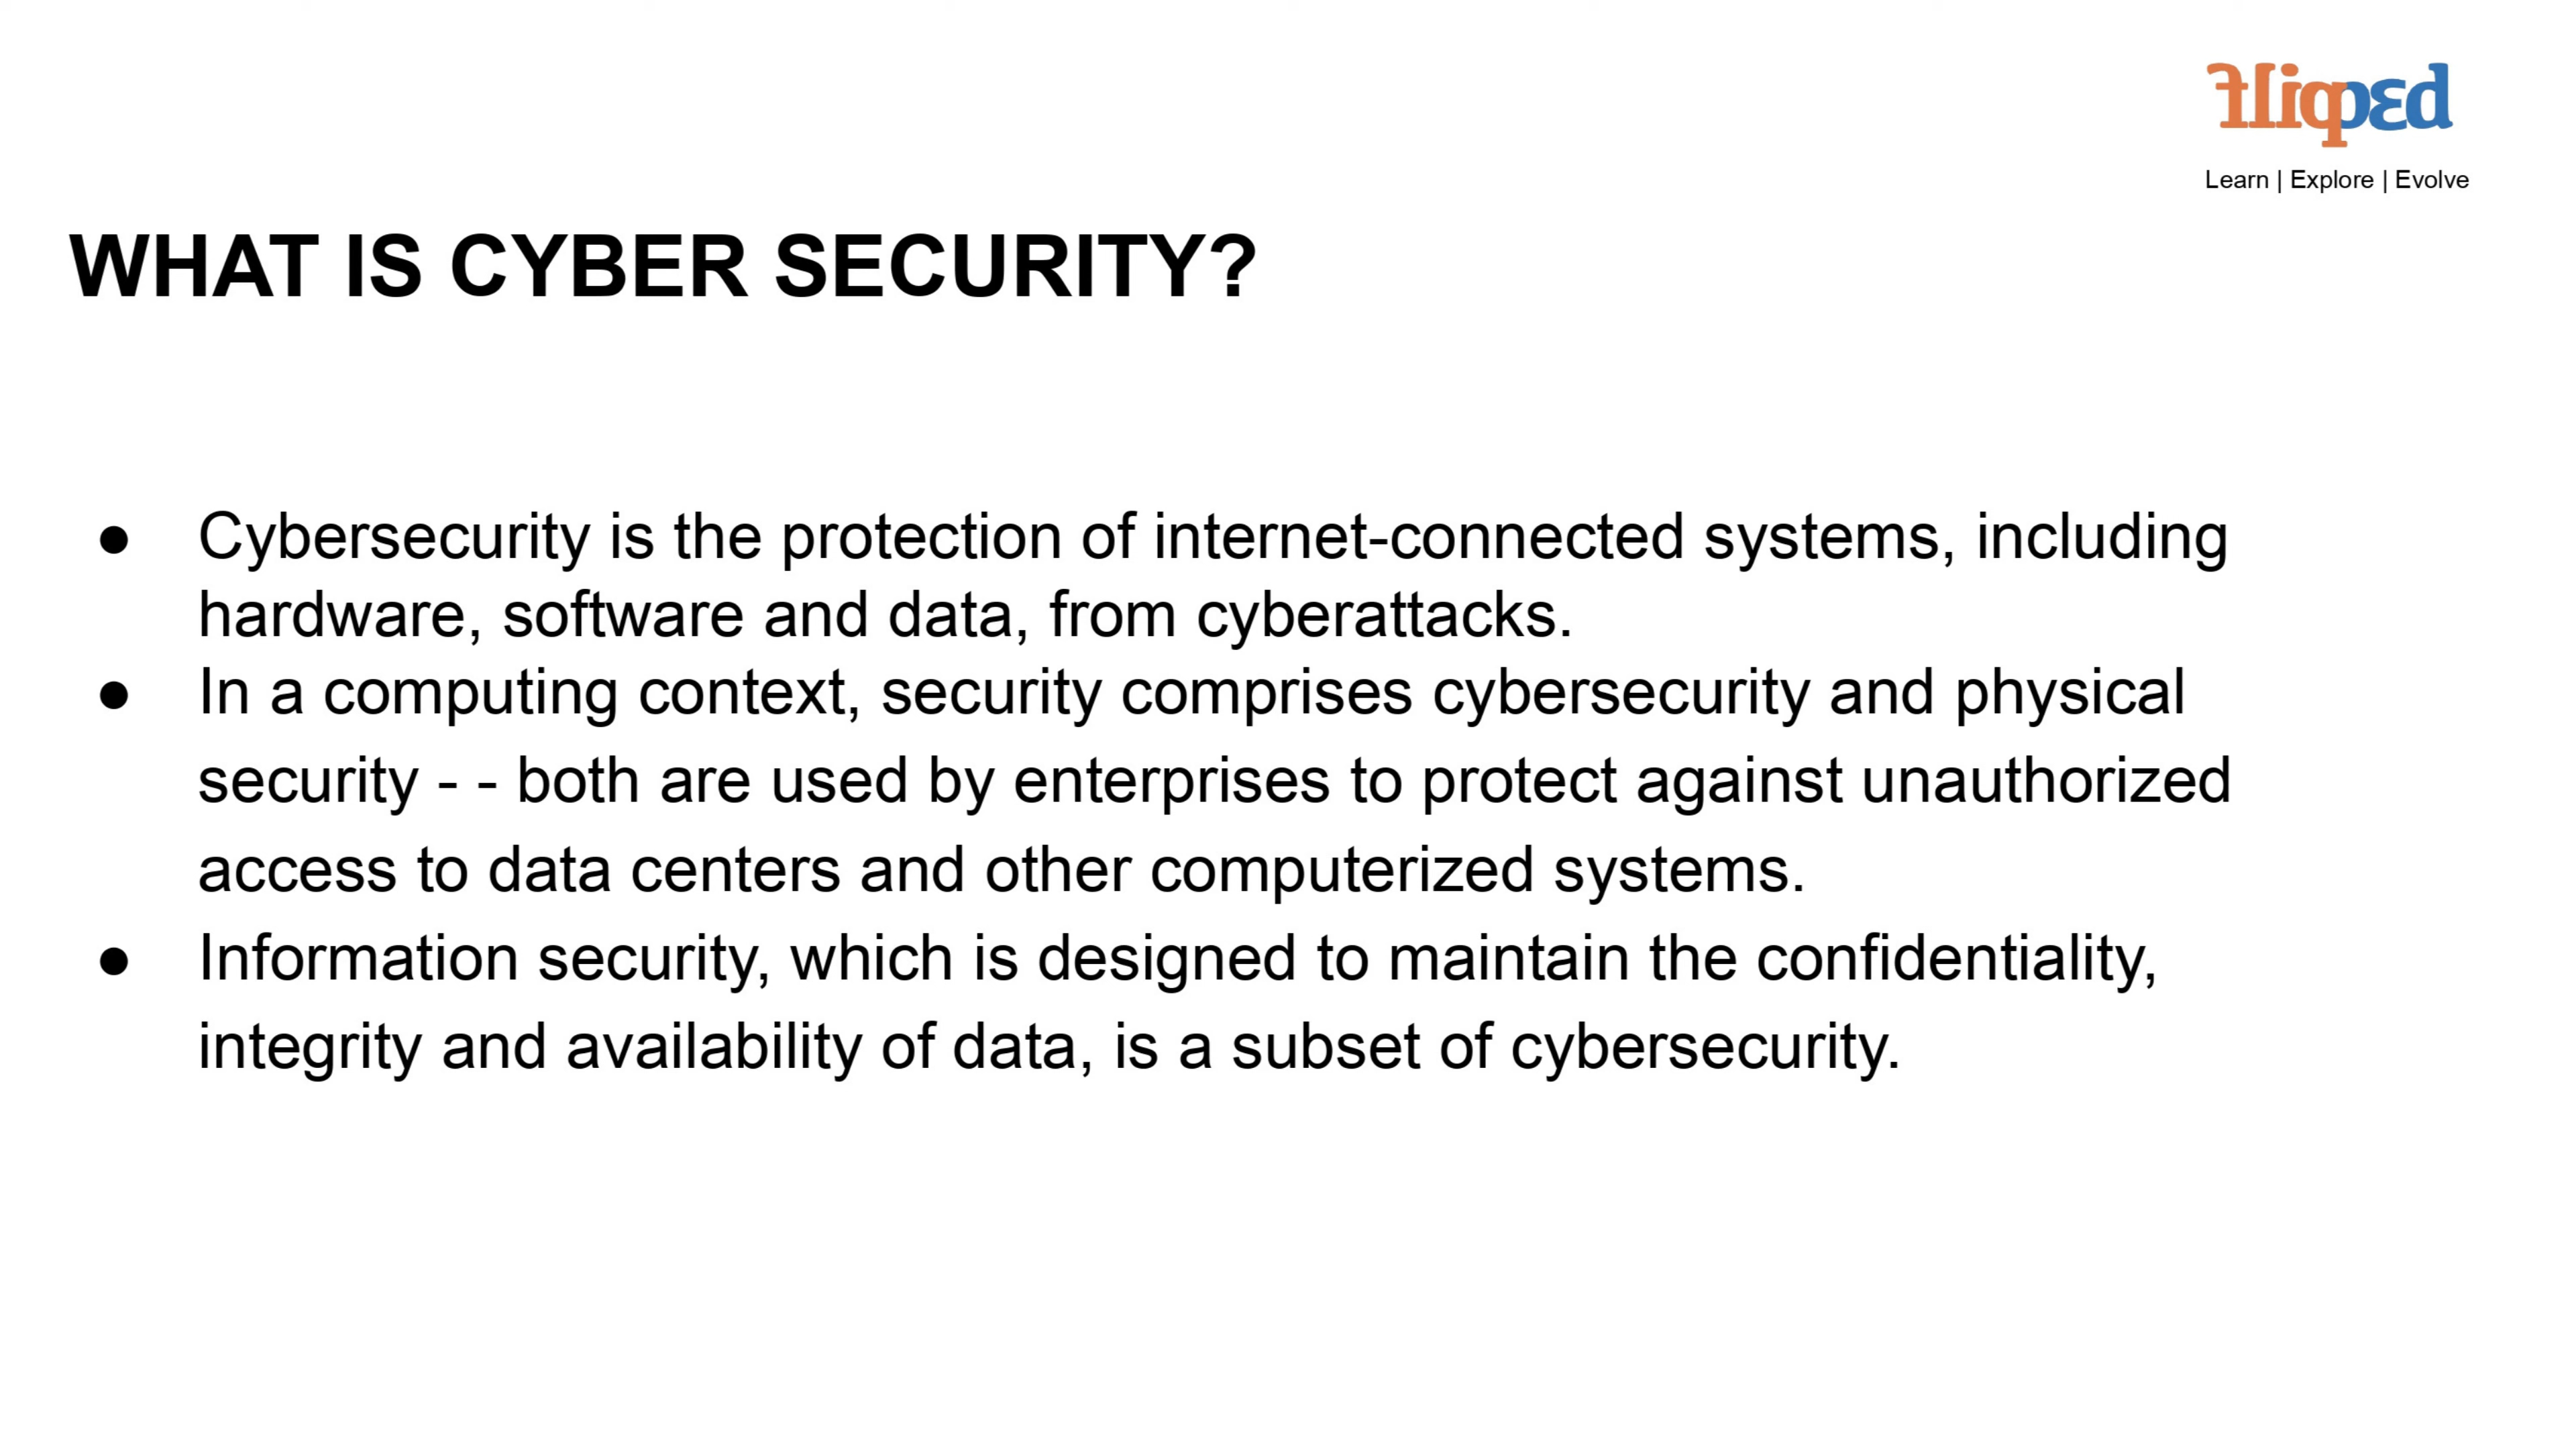 fliqped
Learn | Explore | Evolve
WHAT IS CYBER SECURITY?
● Cybersecurity is the protection of internet-connected systems, including
hardware, software and data, from cyberattacks.
● In a computing context, security comprises cybersecurity and physical
security - - both are used by enterprises to protect against unauthorized
access to data centers and other computerized systems.
● Information security, which is designed to maintain the confidentiality,
integrity and availability of data, is a subset of cybersecurity.